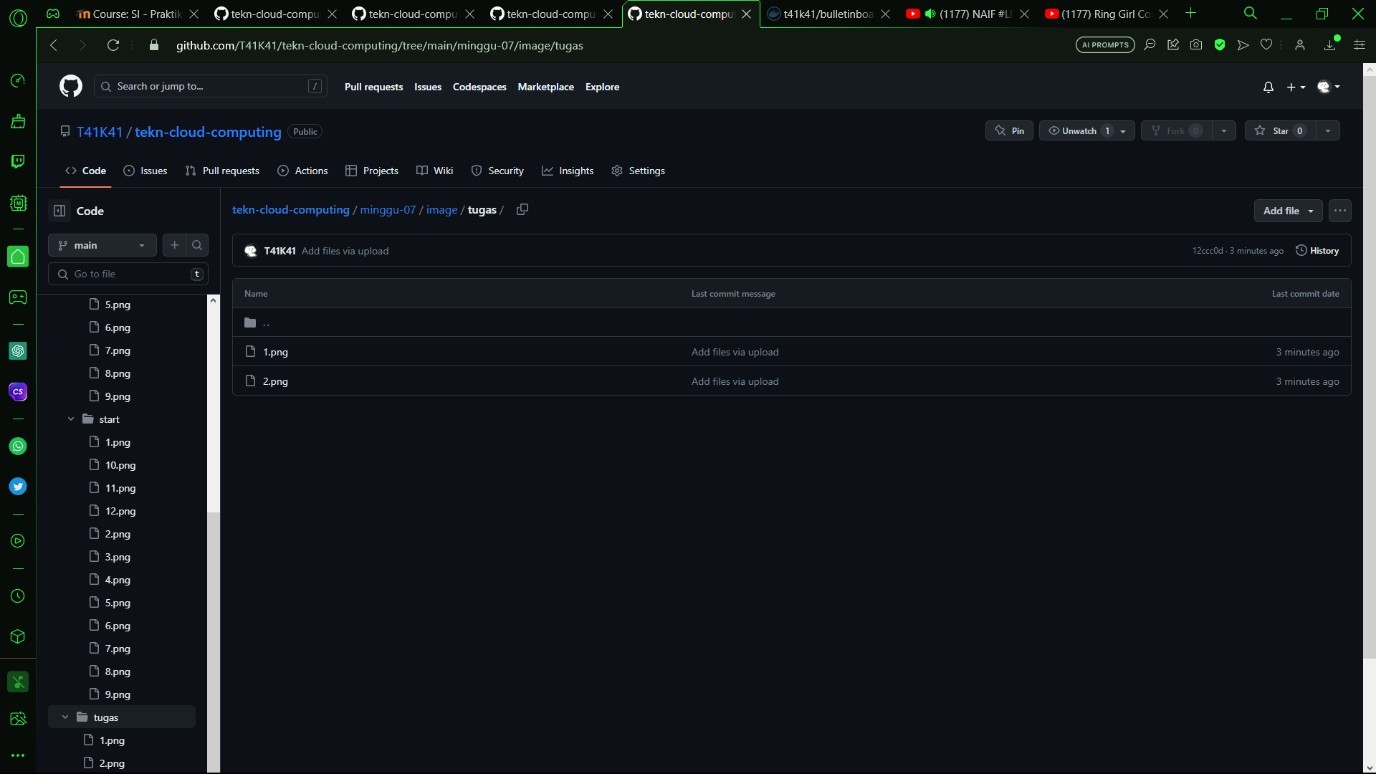 Course: SI - Praktik
tekn-cloud-compu
tekn-cloud-compu
tekn-cloud-compu
tekn-cloud-compu
t41k41/bulletinboa
(1177) NAIF #LI
(1177) Ring Girl Co
github.com/T41K41/tekn-cloud-computing/tree/main/minggu-07/image/tugas
AI PROMPTS
Search or jump to...
/
Pull requests
Issues
Codespaces
Marketplace
Explore
T41K41 / tekn-cloud-computing
Public
Pin
Unwatch 1
Fork 0
Star 0
Code
Issues
Pull requests
Actions
Projects
Wiki
Security
Insights
Settings
Code
main
Go to file
t
5.png
6.png
7.png
8.png
9.png
start
1.png
10.png
11.png
12.png
2.png
3.png
4.png
5.png
6.png
7.png
8.png
9.png
tugas
1.png
2.png
tekn-cloud-computing / minggu-07 / image / tugas /
Add file
T41K41 Add files via upload
12ccc0d · 3 minutes ago
History
Name
Last commit message
Last commit date
..
1.png
Add files via upload
3 minutes ago
2.png
Add files via upload
3 minutes ago
CS